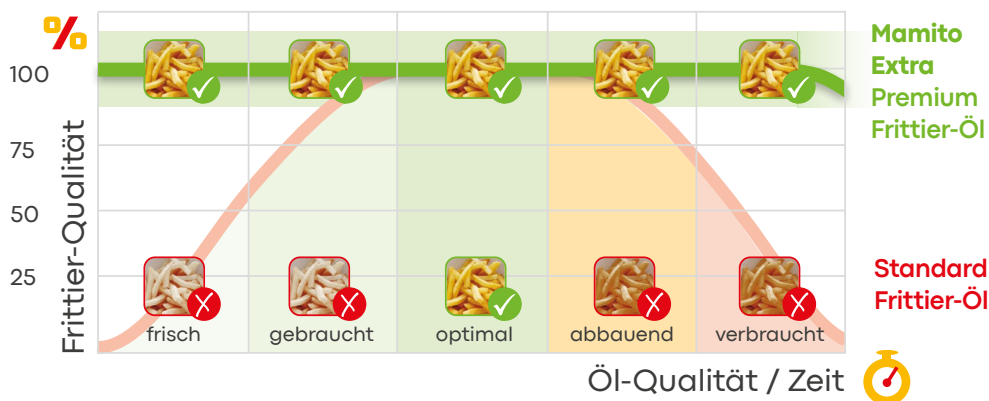 %
100
75
50
25
Frittier-Qualität
frisch
gebraucht
optimal
abbauend
verbraucht
Öl-Qualität / Zeit
Mamito
Extra
Premium
Frittier-Öl
Standard
Frittier-Öl